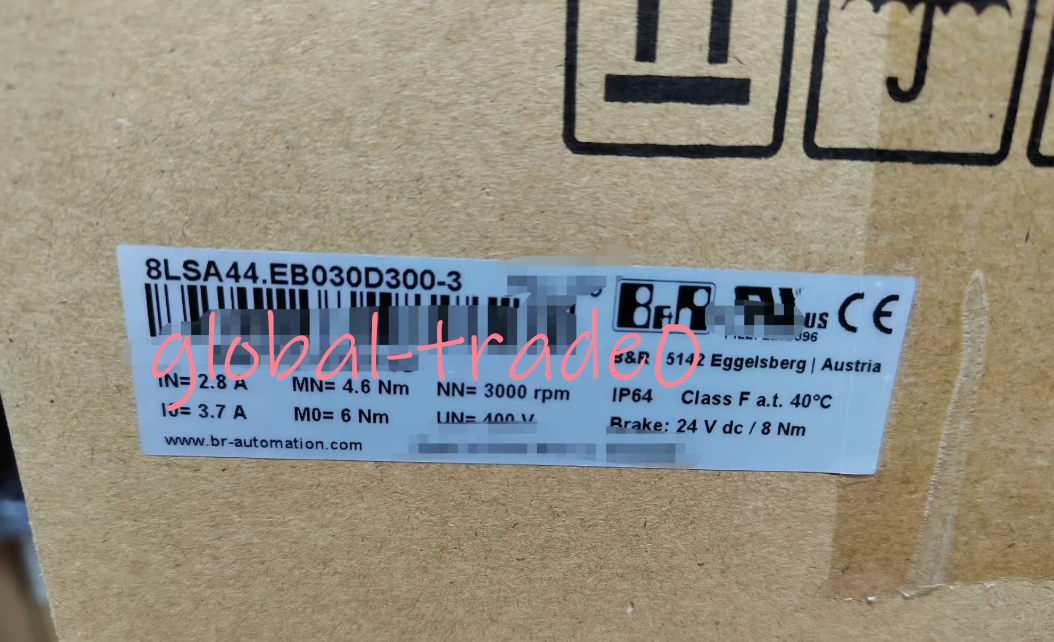 8LSA44.EB030D300-3
B&R
US
CE
global-trade0
B&R 5142 Eggelsberg | Austria
IN= 2.8 A MN= 4.6 Nm NN= 3000 rpm IP64 Class F a.t. 40°C
I0= 3.7 A M0= 6 Nm UN= 400 V Brake: 24 V dc / 8 Nm
www.br-automation.com